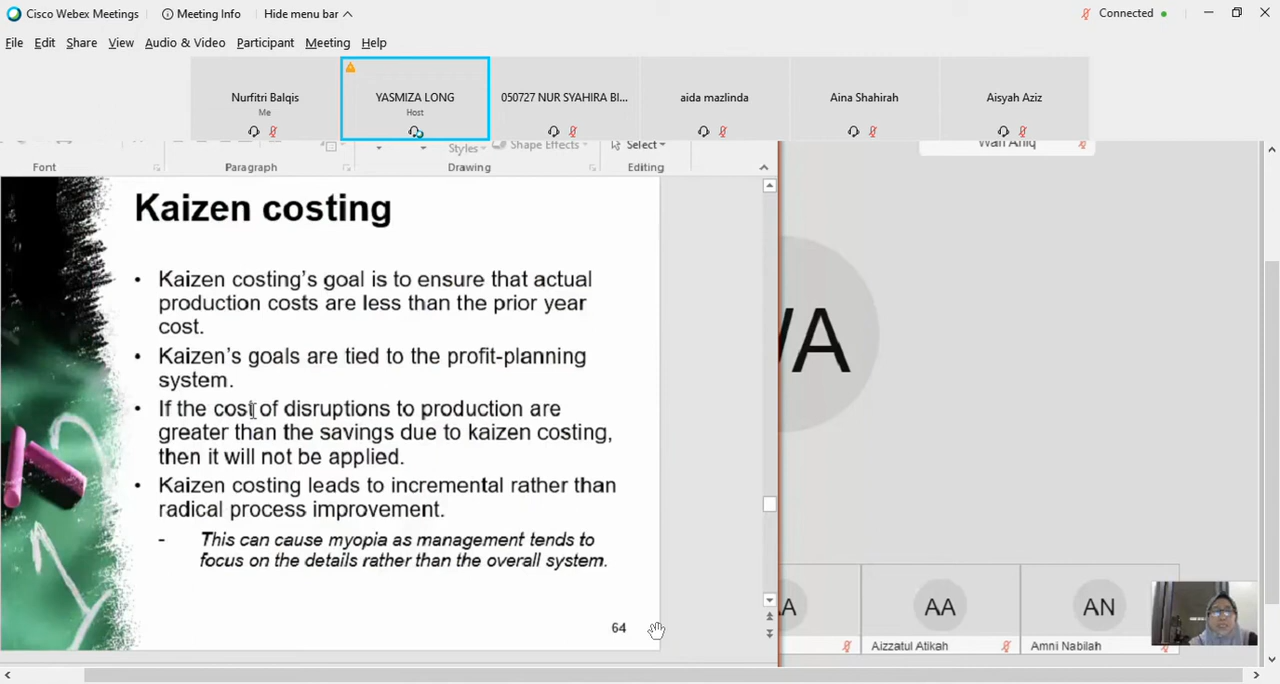 Cisco Webex Meetings Meeting Info Hide menu bar Connected
File Edit Share View Audio & Video Participant Meeting Help
Nurfitri Balqis YASMIZA LONG 050727 NUR SYAHIRA BI... aida mazlinda Aina Shahirah Aisyah Aziz
Me Host
Styles Shape Effects Select
Font Paragraph Drawing Editing
Kaizen costing
• Kaizen costing's goal is to ensure that actual
production costs are less than the prior year
cost.
• Kaizen's goals are tied to the profit-planning
system.
• If the cost of disruptions to production are
greater than the savings due to kaizen costing,
then it will not be applied.
• Kaizen costing leads to incremental rather than
radical process improvement.
- This can cause myopia as management tends to
focus on the details rather than the overall system.
64
WA
AA AN
Aizzatul Atikah Amni Nabilah